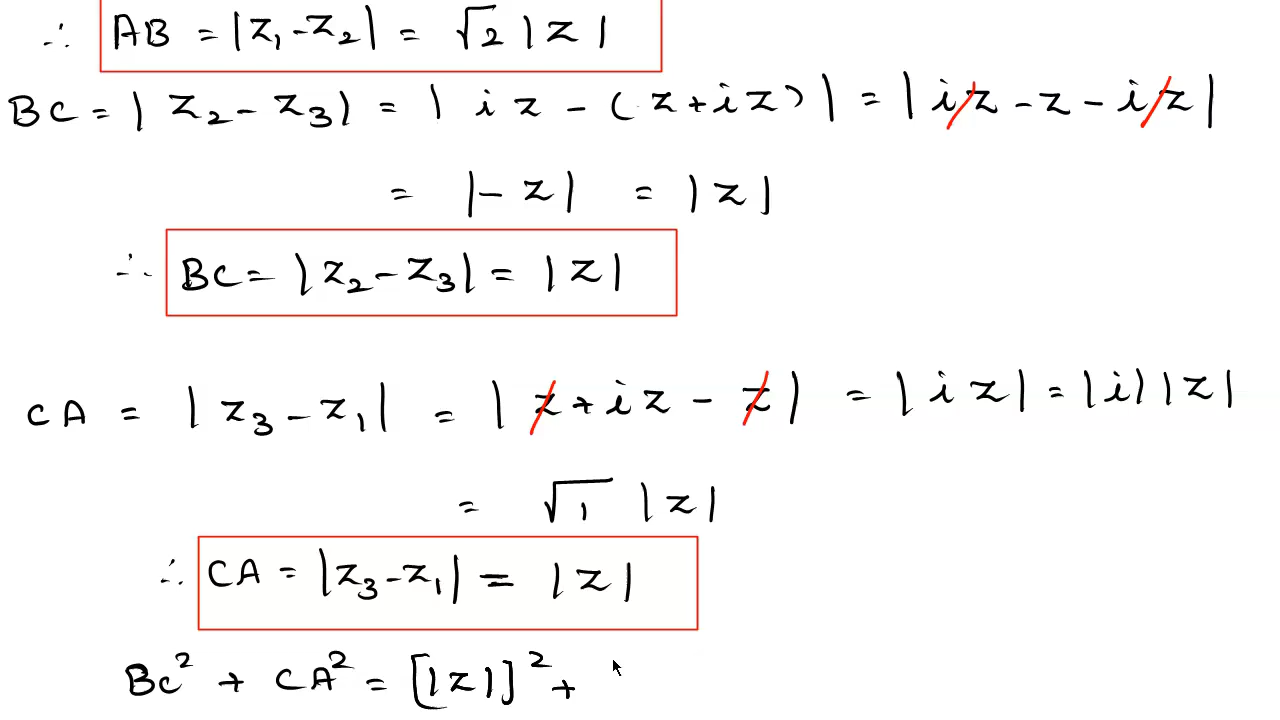 ∴ AB = |z₁ - z₂| = √2 |z|
BC = |z₂ - z₃| = |iz - (z + iz)| = |iz - z - iz|
= |-z| = |z|
∴ BC = |z₂ - z₃| = |z|
CA = |z₃ - z₁| = |z + iz - z| = |iz| = |i||z|
= √1 |z|
∴ CA = |z₃ - z₁| = |z|
BC² + CA² = [|z|]² +